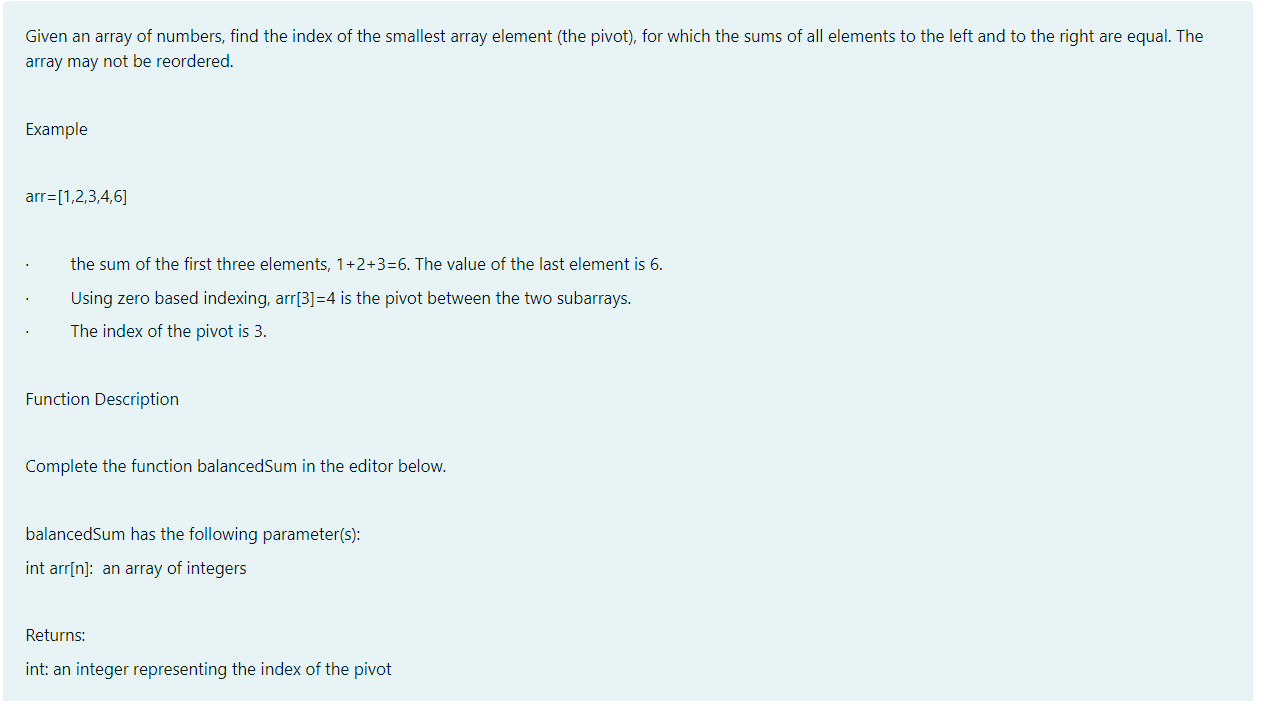 Given an array of numbers, find the index of the smallest array element (the pivot), for which the sums of all elements to the left and to the right are equal. The
array may not be reordered.
Example
arr=[1,2,3,4,6]
· the sum of the first three elements, 1+2+3=6. The value of the last element is 6.
· Using zero based indexing, arr[3]=4 is the pivot between the two subarrays.
· The index of the pivot is 3.
Function Description
Complete the function balancedSum in the editor below.
balancedSum has the following parameter(s):
int arr[n]: an array of integers
Returns:
int: an integer representing the index of the pivot